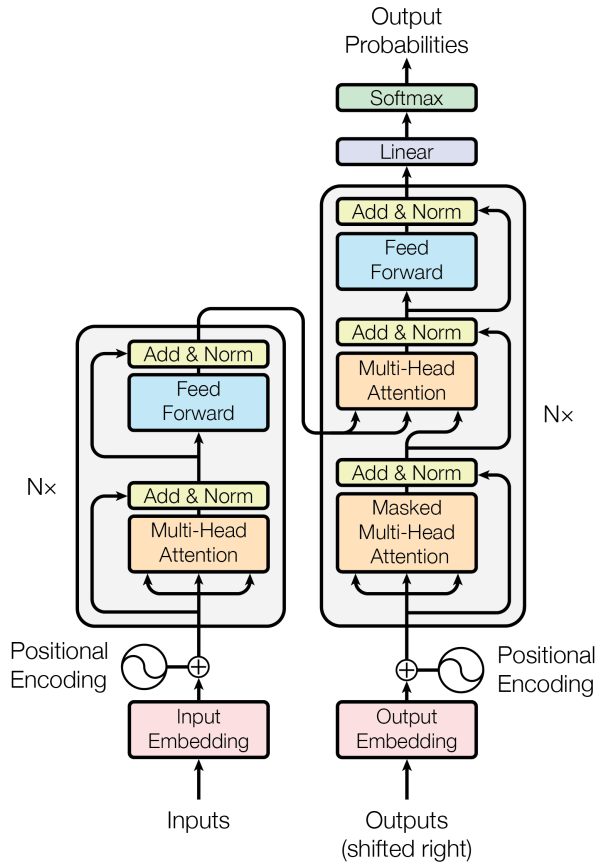 Output
Probabilities
Softmax
Linear
Add & Norm
Feed
Forward
Add & Norm
Multi-Head
Attention
Add & Norm
Masked
Multi-Head
Attention
N×
Add & Norm
Feed
Forward
Add & Norm
Multi-Head
Attention
N×
Positional
Encoding
Positional
Encoding
Input
Embedding
Output
Embedding
Inputs
Outputs
(shifted right)